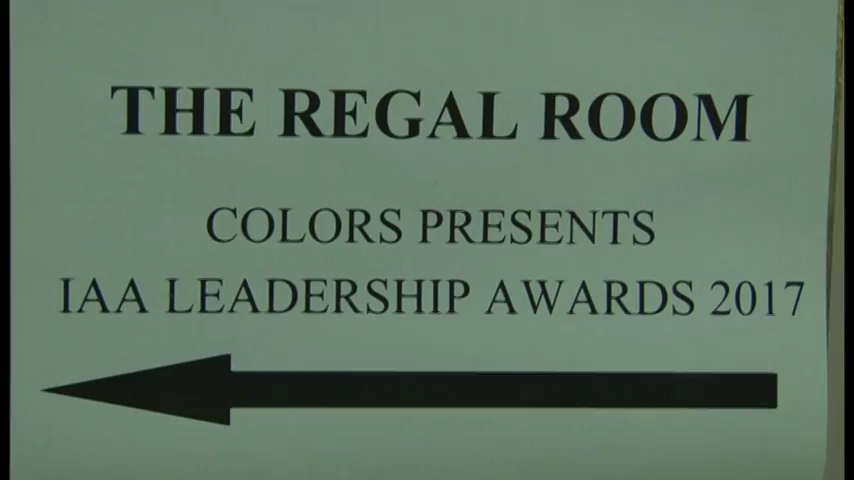 THE REGAL ROOM
COLORS PRESENTS
IAA LEADERSHIP AWARDS 2017